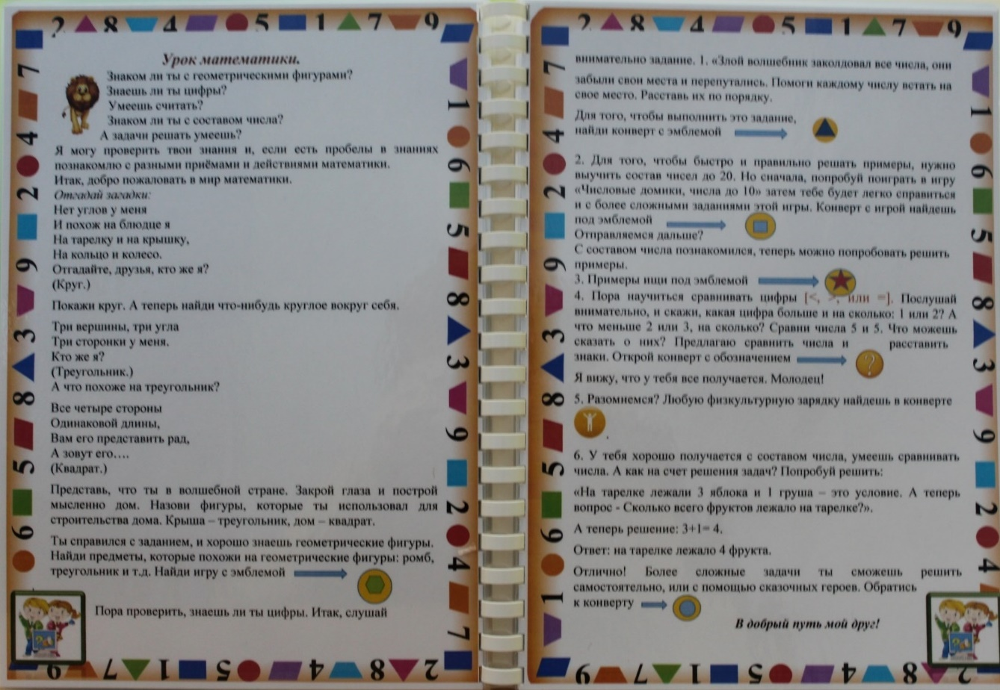 Урок математики.
Знаком ли ты с геометрическими фигурами?
Знаешь ли ты цифры?
Умеешь считать?
Знаком ли ты с составом числа?
А задачи решать умеешь?
Я могу проверить твои знания и, если есть пробелы в знаниях
познакомлю с разными приёмами и действиями математики.
Итак, добро пожаловать в мир математики.
Отгадай загадки:
Нет углов у меня
И похож на блюдце я
На тарелку и на крышку,
На кольцо и колесо.
Отгадайте, друзья, кто же я?
(Круг.)
Покажи круг. А теперь найди что-нибудь круглое вокруг себя.
Три вершины, три угла
Три сторонки у меня.
Кто же я?
(Треугольник.)
А что похоже на треугольник?
Все четыре стороны
Одинаковой длины,
Вам его представить рад,
А зовут его….
(Квадрат.)
Представь, что ты в волшебной стране. Закрой глаза и построй
мысленно дом. Назови фигуры, которые ты использовал для
строительства дома. Крыша – треугольник, дом – квадрат.
Ты справился с заданием, и хорошо знаешь геометрические фигуры.
Найди предметы, которые похожи на геометрические фигуры: ромб,
треугольник и т.д. Найди игру с эмблемой
Пора проверить, знаешь ли ты цифры. Итак, слушай
внимательно задание. 1. «Злой волшебник заколдовал все числа, они
забыли свои места и перепутались. Помоги каждому числу встать на
свое место. Расставь их по порядку.
Для того, чтобы выполнить это задание,
найди конверт с эмблемой
2. Для того, чтобы быстро и правильно решать примеры, нужно
выучить состав чисел до 20. Но сначала, попробуй поиграть в игру
«Числовые домики, числа до 10» затем тебе будет легко справиться
и с более сложными заданиями этой игры. Конверт с игрой найдешь
под эмблемой
Отправляемся дальше?
С составом числа познакомился, теперь можно попробовать решить
примеры.
3. Примеры ищи под эмблемой
4. Пора научиться сравнивать цифры [<, >, или =]. Послушай
внимательно, и скажи, какая цифра больше и на сколько: 1 или 2? А
что меньше 2 или 3, на сколько? Сравни числа 5 и 5. Что можешь
сказать о них? Предлагаю сравнить числа и расставить
знаки. Открой конверт с обозначением
?
Я вижу, что у тебя все получается. Молодец!
5. Разомнемся? Любую физкультурную зарядку найдешь в конверте
.
6. У тебя хорошо получается с составом числа, умеешь сравнивать
числа. А как на счет решения задач? Попробуй решить:
«На тарелке лежали 3 яблока и 1 груша – это условие. А теперь
вопрос - Сколько всего фруктов лежало на тарелке?».
А теперь решение: 3+1= 4.
Ответ: на тарелке лежало 4 фрукта.
Отлично! Более сложные задачи ты сможешь решить
самостоятельно, или с помощью сказочных героев. Обратись
к конверту
В добрый путь мой друг!